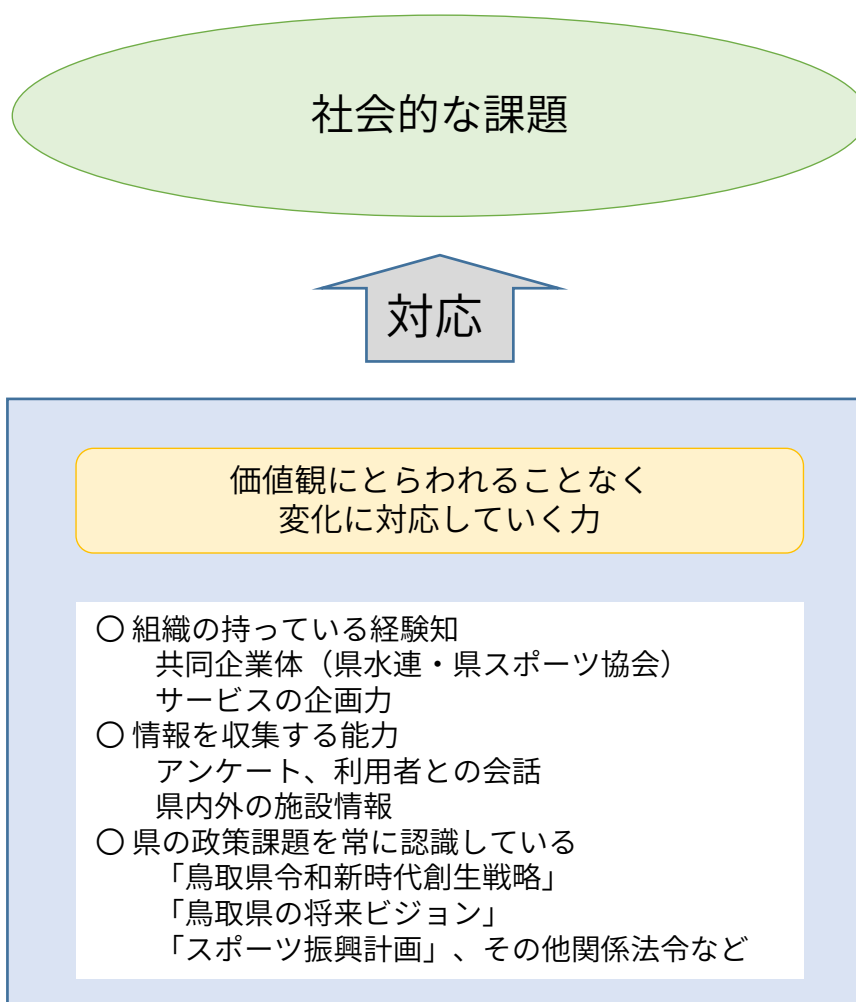 社会的な課題
対応
価値観にとらわれることなく
変化に対応していく力
〇 組織の持っている経験知
共同企業体（県水連・県スポーツ協会）
サービスの企画力
〇 情報を収集する能力
アンケート、利用者との会話
県内外の施設情報
〇 県の政策課題を常に認識している
「鳥取県令和新時代創生戦略」
「鳥取県の将来ビジョン」
「スポーツ振興計画」、その他関係法令など